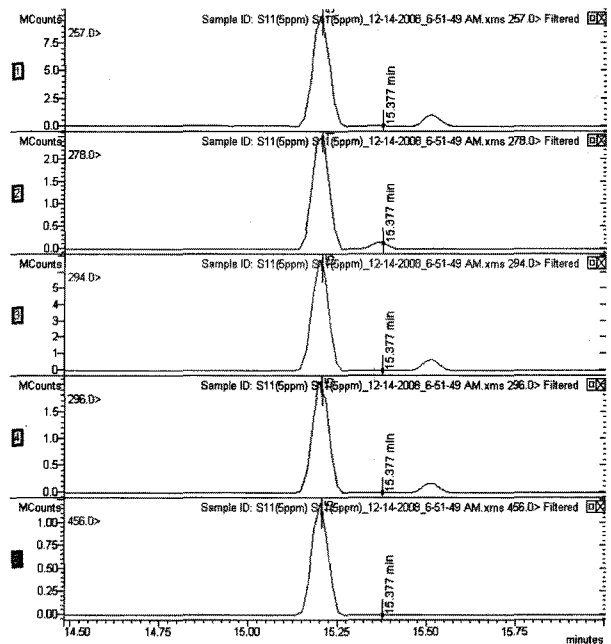 MCounts Sample ID: S11(5ppm) S11(5ppm)_12-14-2008_6-51-49 AM.xms 257.0> Filtered
257.0>
7.5
5.0
2.5
0.0
1
15.377 min
MCounts Sample ID: S11(5ppm) S11(5ppm)_12-14-2008_6-51-49 AM.xms 278.0> Filtered
278.0>
2.0
1.5
1.0
0.5
0.0
2
15.377 min
MCounts Sample ID: S11(5ppm) S11(5ppm)_12-14-2008_6-51-49 AM.xms 294.0> Filtered
294.0>
5
4
3
2
1
0
3
15.377 min
MCounts Sample ID: S11(5ppm) S11(5ppm)_12-14-2008_6-51-49 AM.xms 296.0> Filtered
296.0>
1.5
1.0
0.5
0.0
4
15.377 min
MCounts Sample ID: S11(5ppm) S11(5ppm)_12-14-2008_6-51-49 AM.xms 456.0> Filtered
456.0>
1.00
0.75
0.50
0.25
0.00
15.377 min
14.50 14.75 15.00 15.25 15.50 15.75
minutes